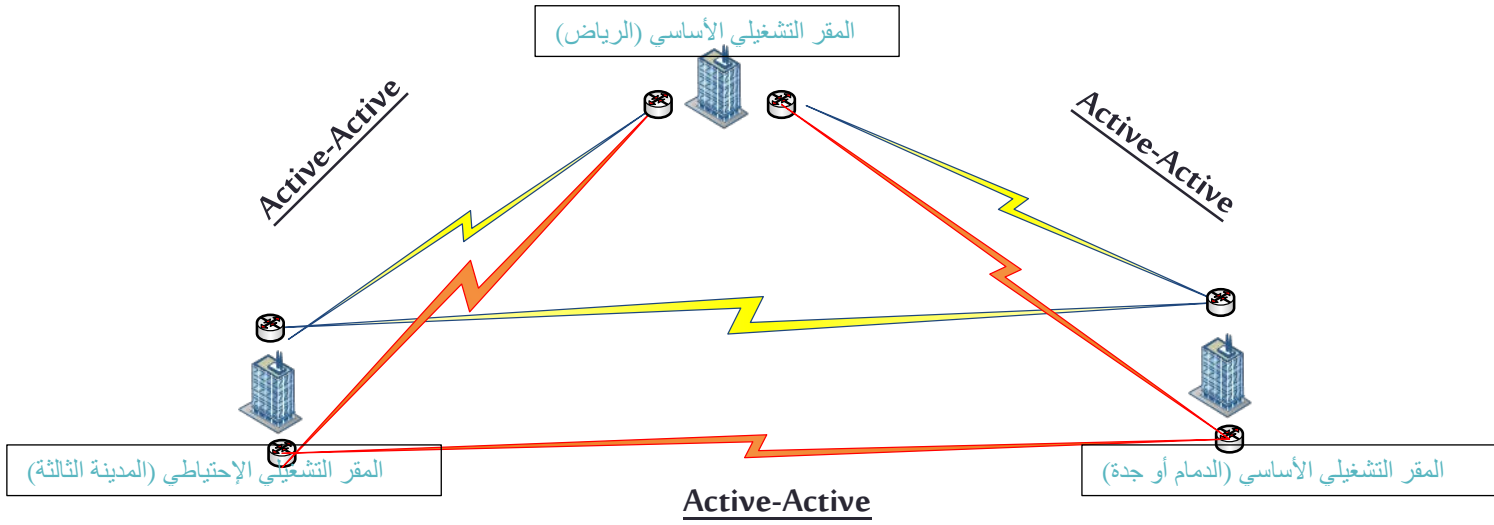 المقر التشغيلي الأساسي (الرياض)
Active-Active
Active-Active
المقر التشغيلي الإحتياطي (المدينة الثالثة)
المقر التشغيلي الأساسي (الدمام أو جدة)
Active-Active